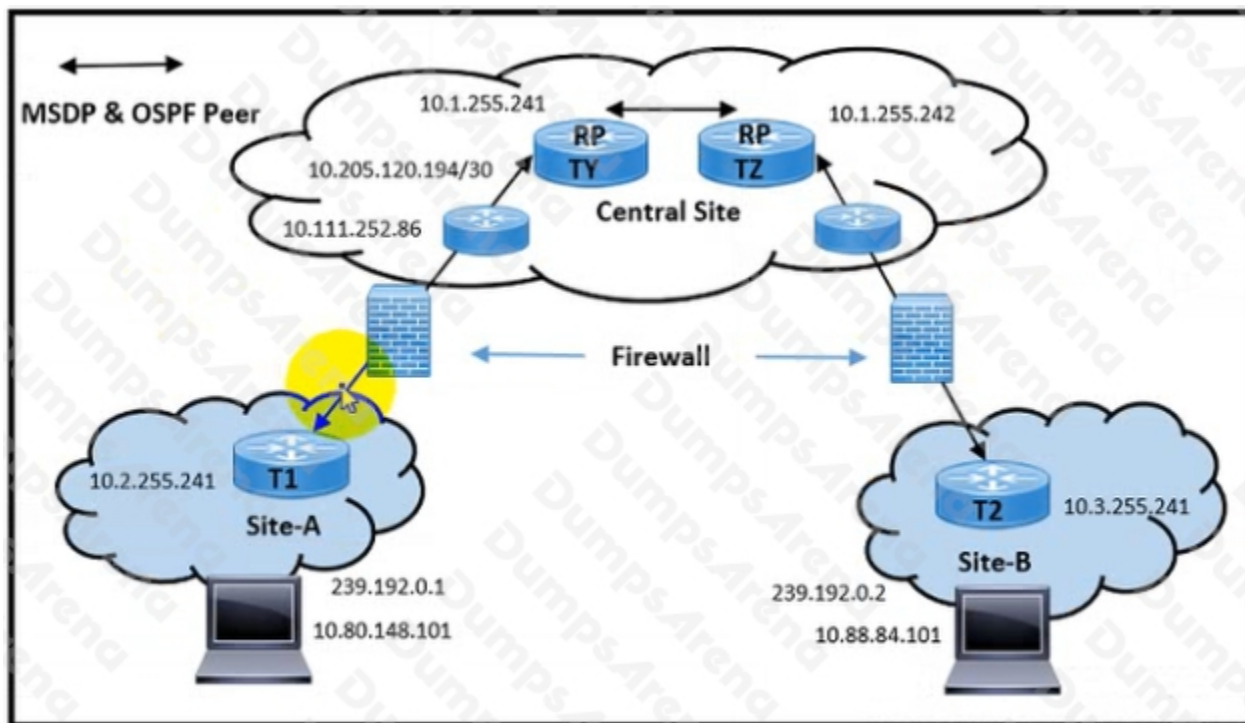 MSDP & OSPF Peer
10.1.255.241
10.1.255.242
RP
TY
RP
TZ
10.205.120.194/30
Central Site
10.111.252.86
Firewall
10.2.255.241
T1
Site-A
T2
10.3.255.241
Site-B
239.192.0.1
10.80.148.101
239.192.0.2
10.88.84.101
DumpsArena